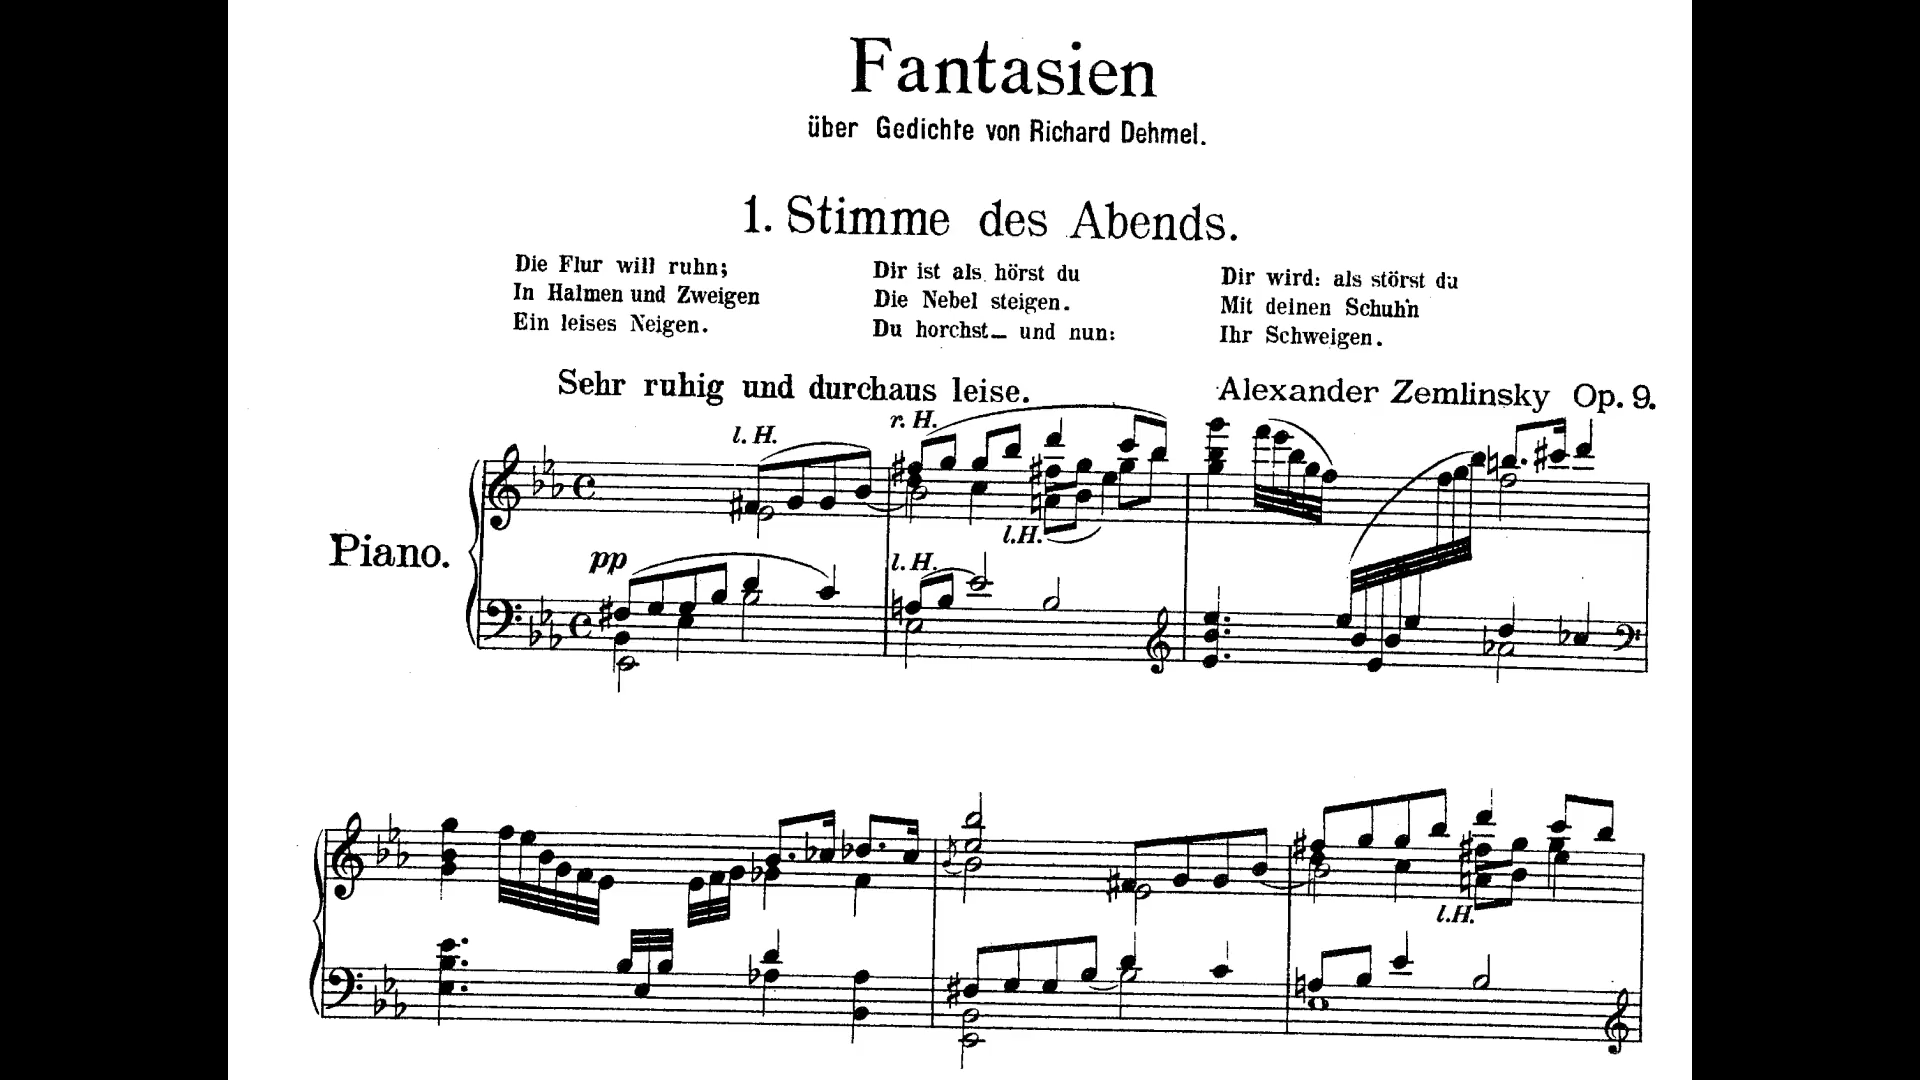 Fantasien
über Gedichte von Richard Dehmel.
1. Stimme des Abends.
Die Flur will ruhn;
In Halmen und Zweigen
Ein leises Neigen.
Dir ist als hörst du
Die Nebel steigen.
Du horchst_ und nun:
Dir wird: als störst du
Mit deinen Schuh'n
Ihr Schweigen.
Sehr ruhig und durchaus leise.
Alexander Zemlinsky Op. 9.
l. H.
r. H.
l.H.
Piano.
pp
l. H.
l.H.